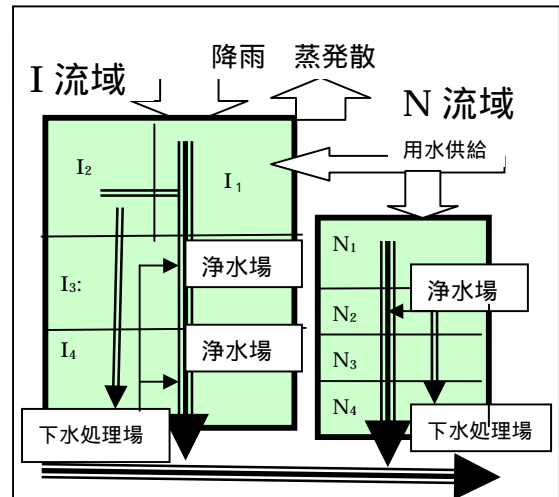 降雨 蒸発散
I 流域
N 流域
用水供給
I2
I1
N1
浄水場
浄水場
I3:
N2
浄水場
I4
N3
N4
下水処理場
下水処理場